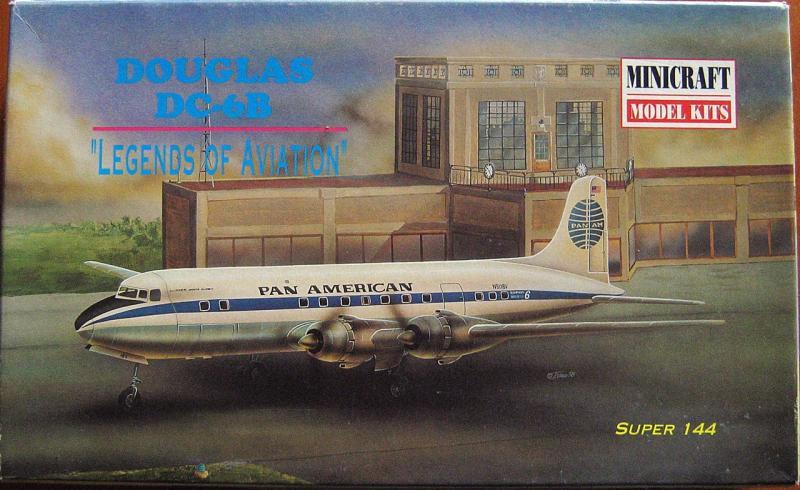 DOUGLAS
DC-6B
"LEGENDS OF AVIATION"
MINICRAFT
MODEL KITS
PAN AMERICAN
PAN AM
SUPER 144